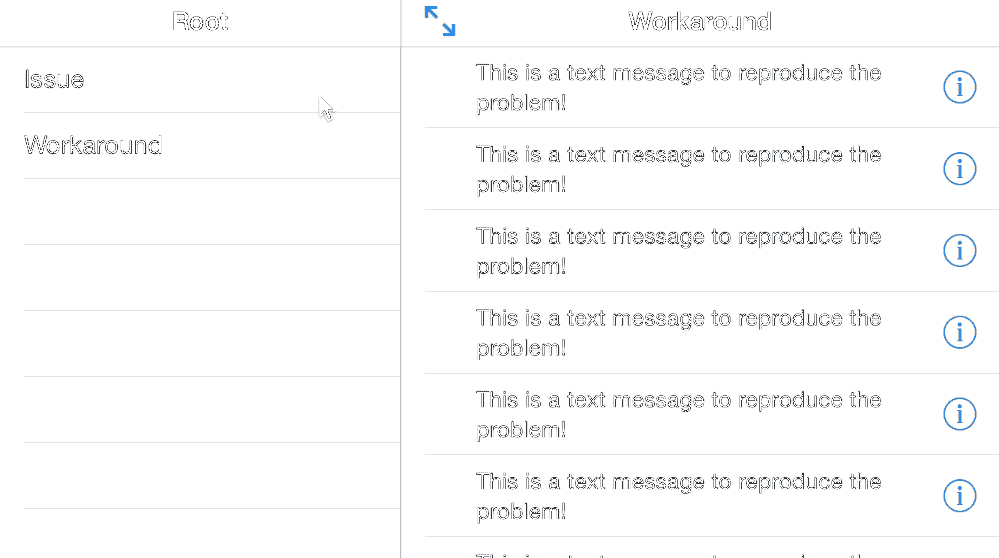 Root
Issue
Workaround
Workaround
This is a text message to reproduce the
problem!
This is a text message to reproduce the
problem!
This is a text message to reproduce the
problem!
This is a text message to reproduce the
problem!
This is a text message to reproduce the
problem!
This is a text message to reproduce the
problem!